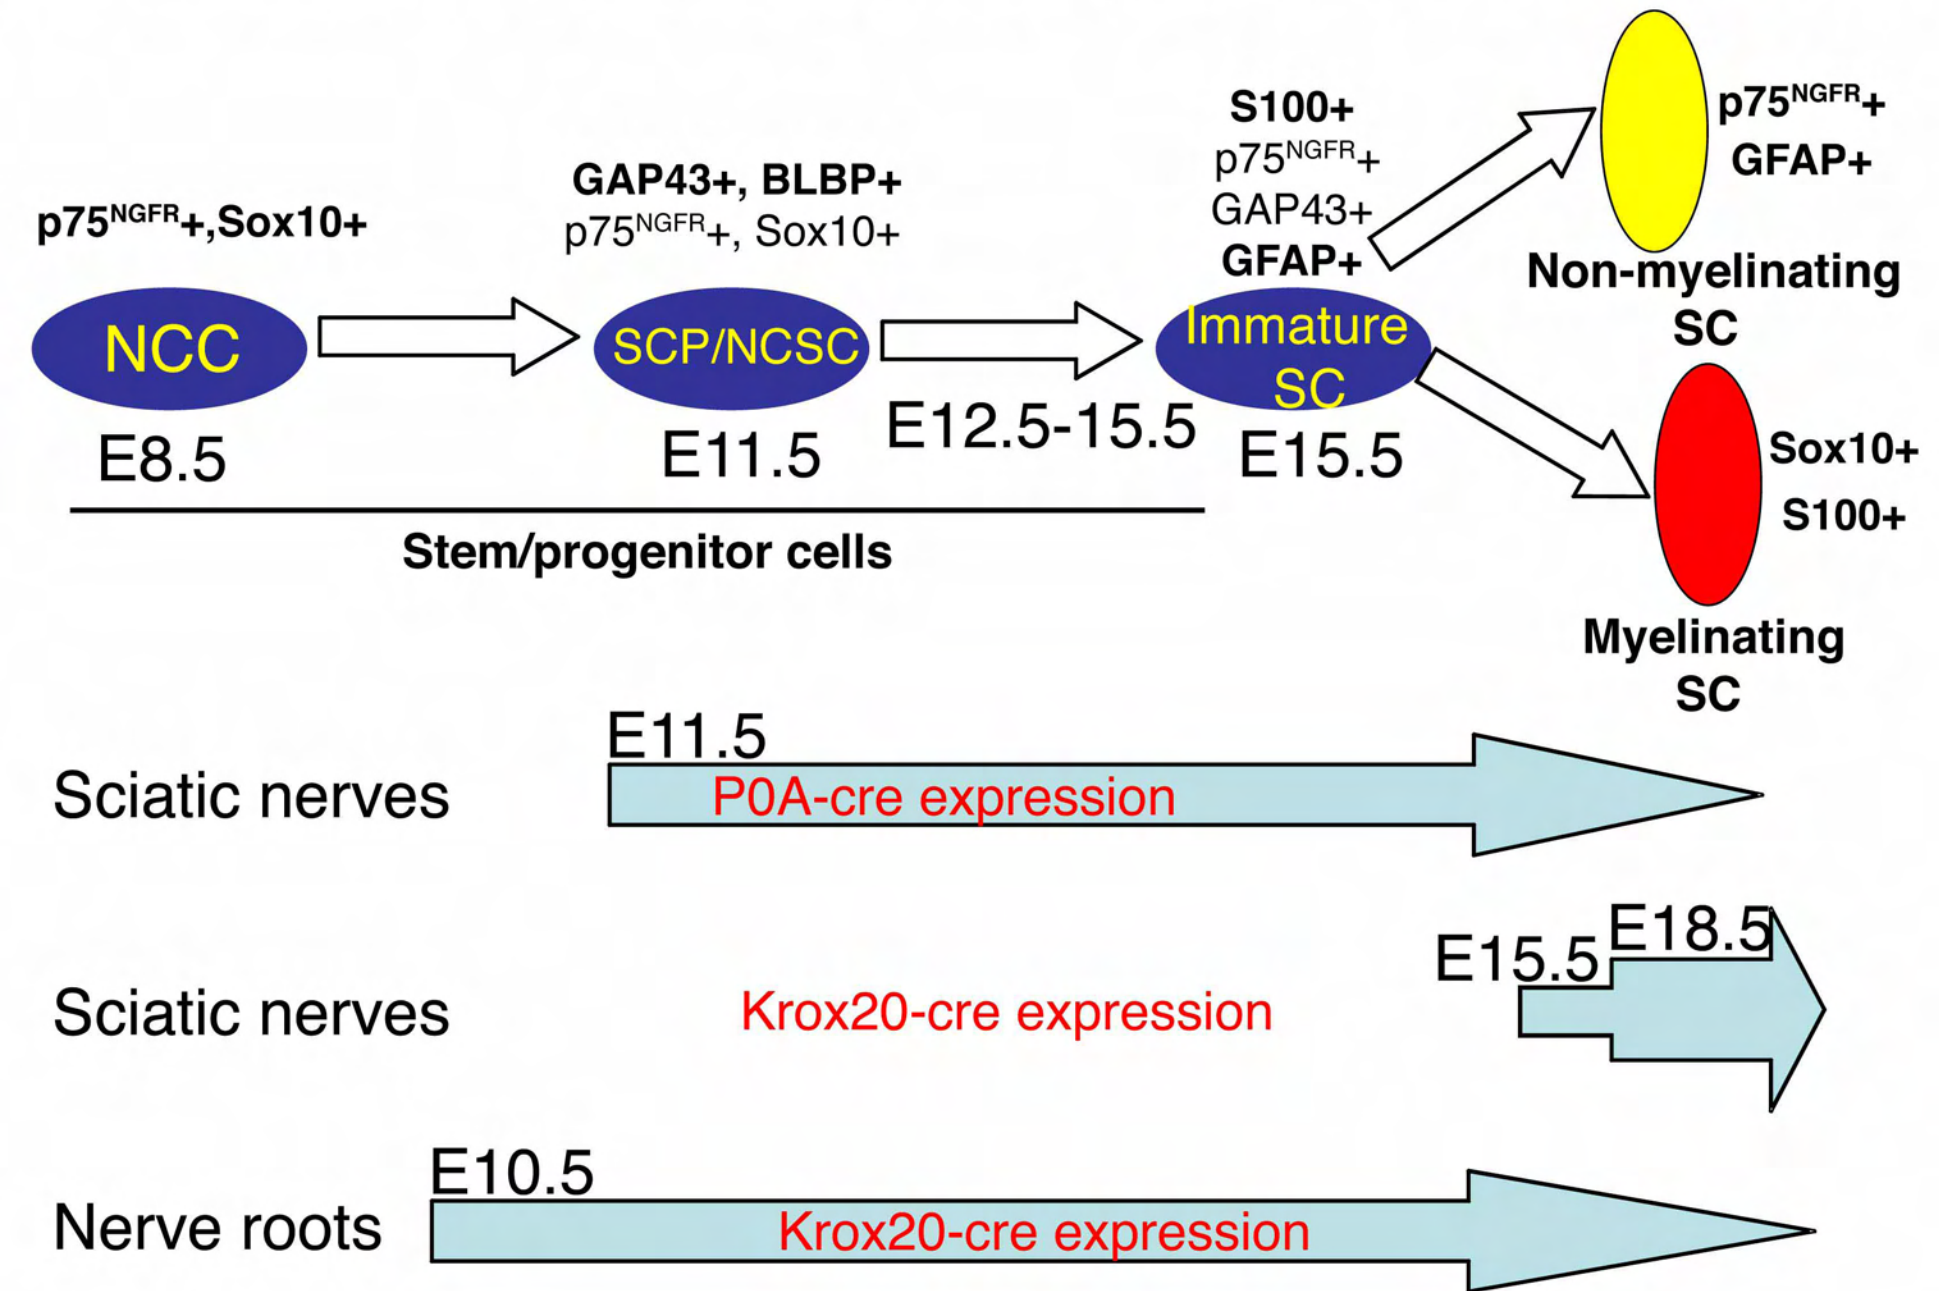 p75NGFR+,Sox10+
GAP43+, BLBP+
p75NGFR+, Sox10+
S100+
p75NGFR+
GAP43+
GFAP+
p75NGFR+
GFAP+
Non-myelinating
SC
NCC
SCP/NCSC
Immature
SC
E8.5
E11.5
E12.5-15.5
E15.5
Sox10+
S100+
Stem/progenitor cells
Myelinating
SC
E11.5
Sciatic nerves
P0A-cre expression
E15.5
E18.5
Sciatic nerves
Krox20-cre expression
E10.5
Nerve roots
Krox20-cre expression